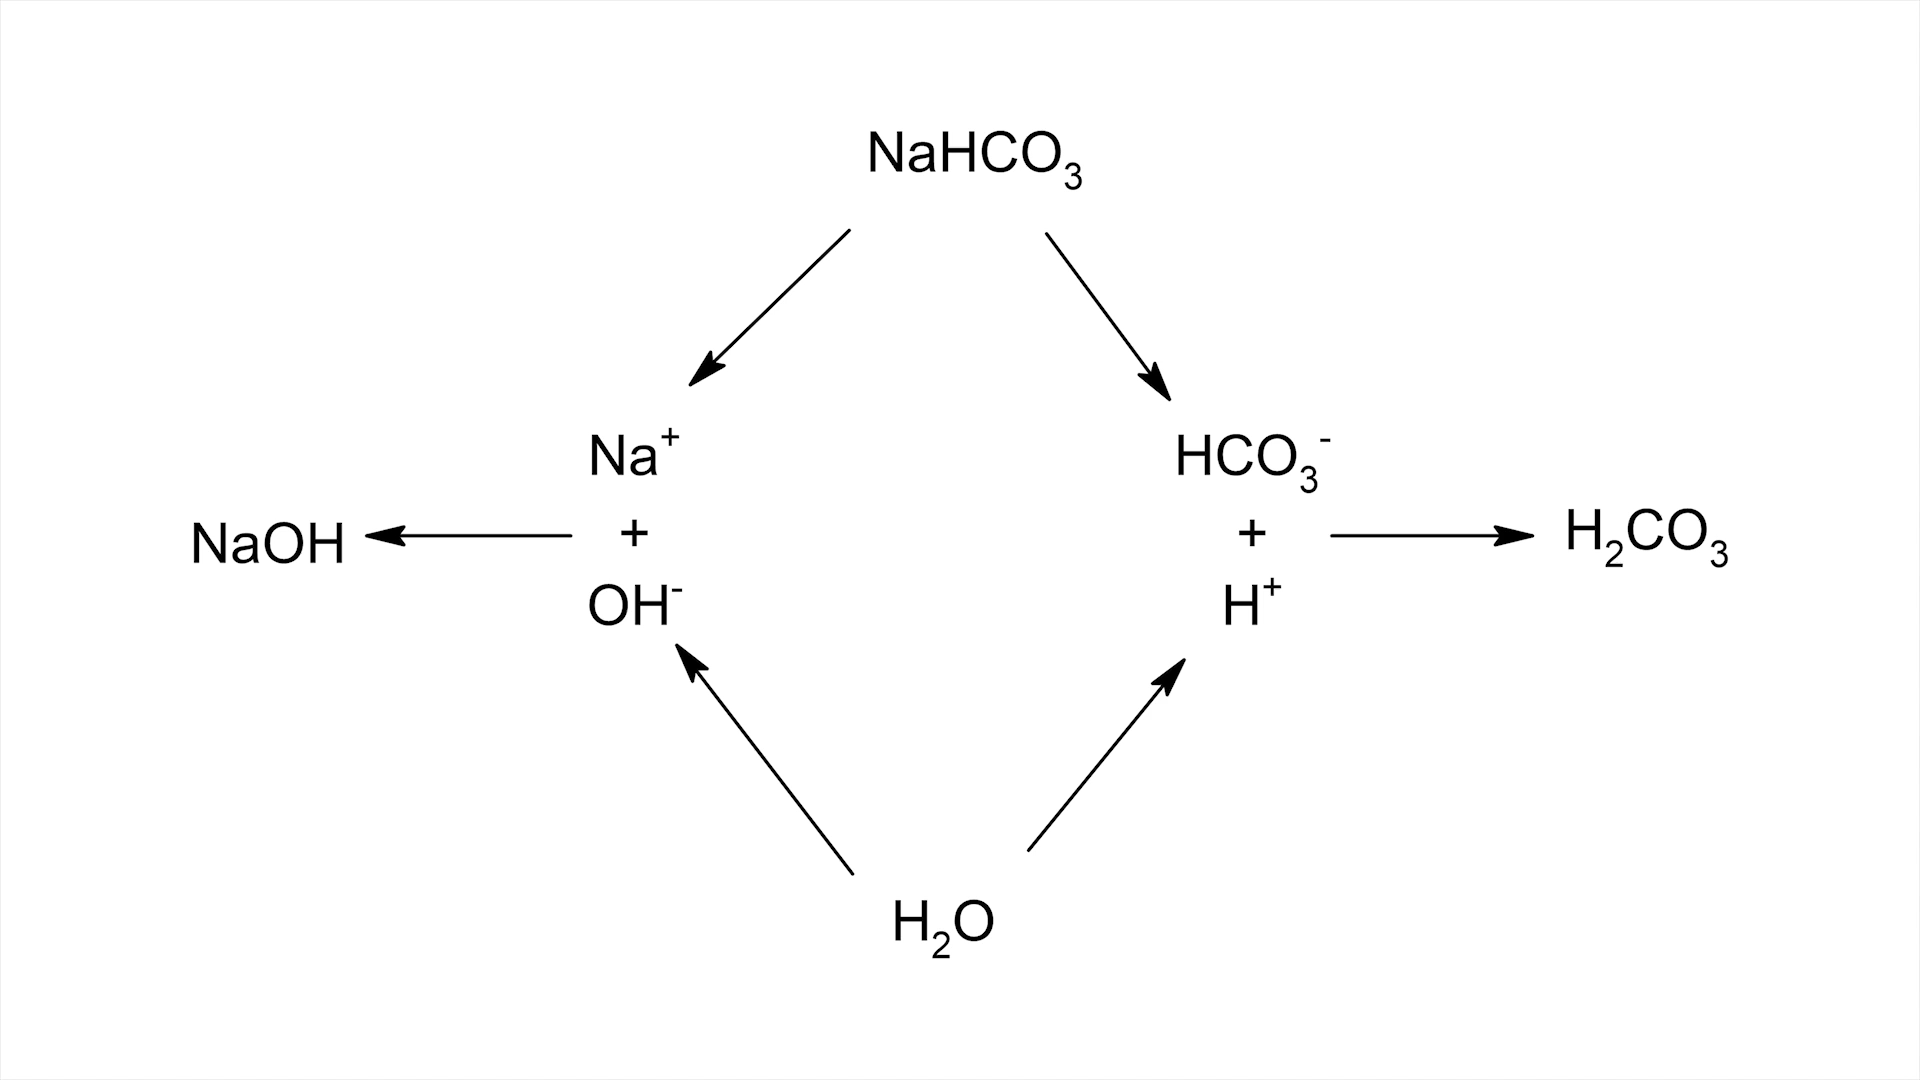 NaHCO₃
Na⁺
+
OH⁻
HCO₃⁻
+
H⁺
NaOH
H₂CO₃
H₂O